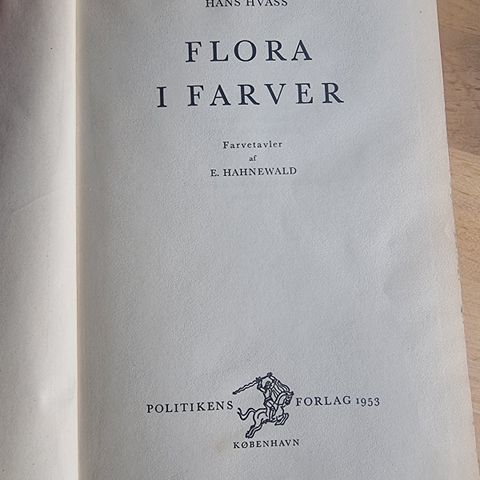 HANS HVASS
FLORA
I FARVER
Farvetavler
af
E. HAHNEWALD
POLITIKENS FORLAG 1953
KØBENHAVN